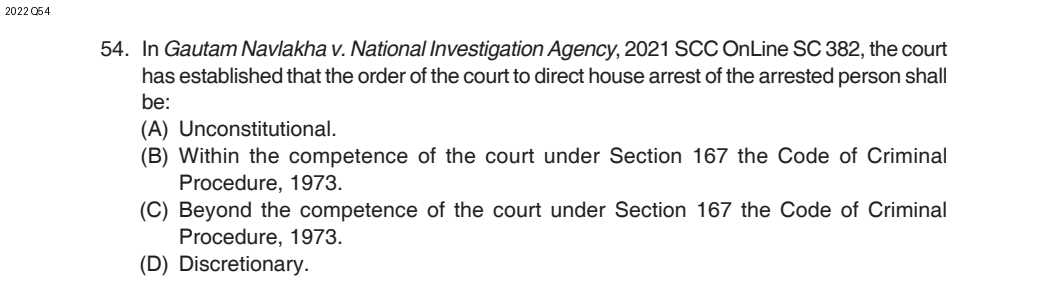 2022 Q54
54. In Gautam Navlakha v. National Investigation Agency, 2021 SCC OnLine SC 382, the court
has established that the order of the court to direct house arrest of the arrested person shall
be:
(A) Unconstitutional.
(B) Within the competence of the court under Section 167 the Code of Criminal
Procedure, 1973.
(C) Beyond the competence of the court under Section 167 the Code of Criminal
Procedure, 1973.
(D) Discretionary.